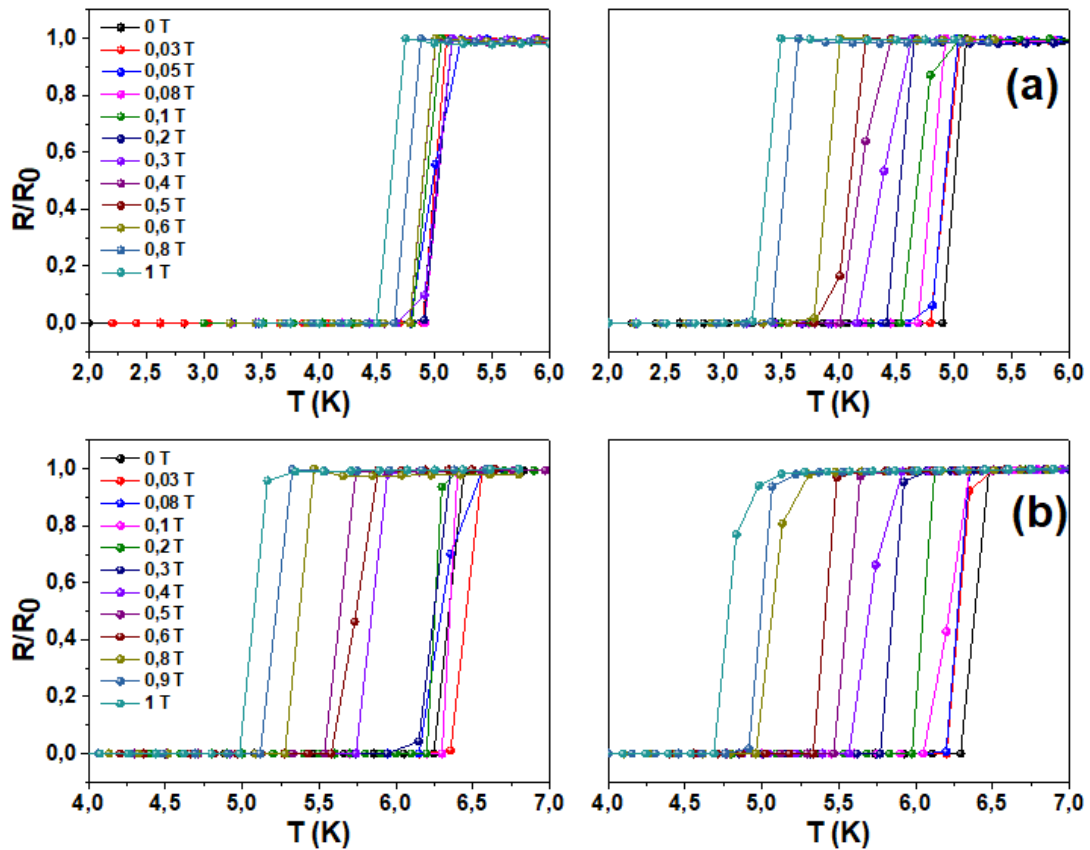 1,0
0,8
0,6
0,4
0,2
0,0
R/R0
0 T
0,03 T
0,05 T
0,08 T
0,1 T
0,2 T
0,3 T
0,4 T
0,5 T
0,6 T
0,8 T
1 T
2,0 2,5 3,0 3,5 4,0 4,5 5,0 5,5 6,0
T (K)
(a)
2,0 2,5 3,0 3,5 4,0 4,5 5,0 5,5 6,0
T (K)
1,0
0,8
0,6
0,4
0,2
0,0
R/R0
0 T
0,03 T
0,08 T
0,1 T
0,2 T
0,3 T
0,4 T
0,5 T
0,6 T
0,8 T
0,9 T
1 T
4,0 4,5 5,0 5,5 6,0 6,5 7,0
T (K)
(b)
4,0 4,5 5,0 5,5 6,0 6,5 7,0
T (K)